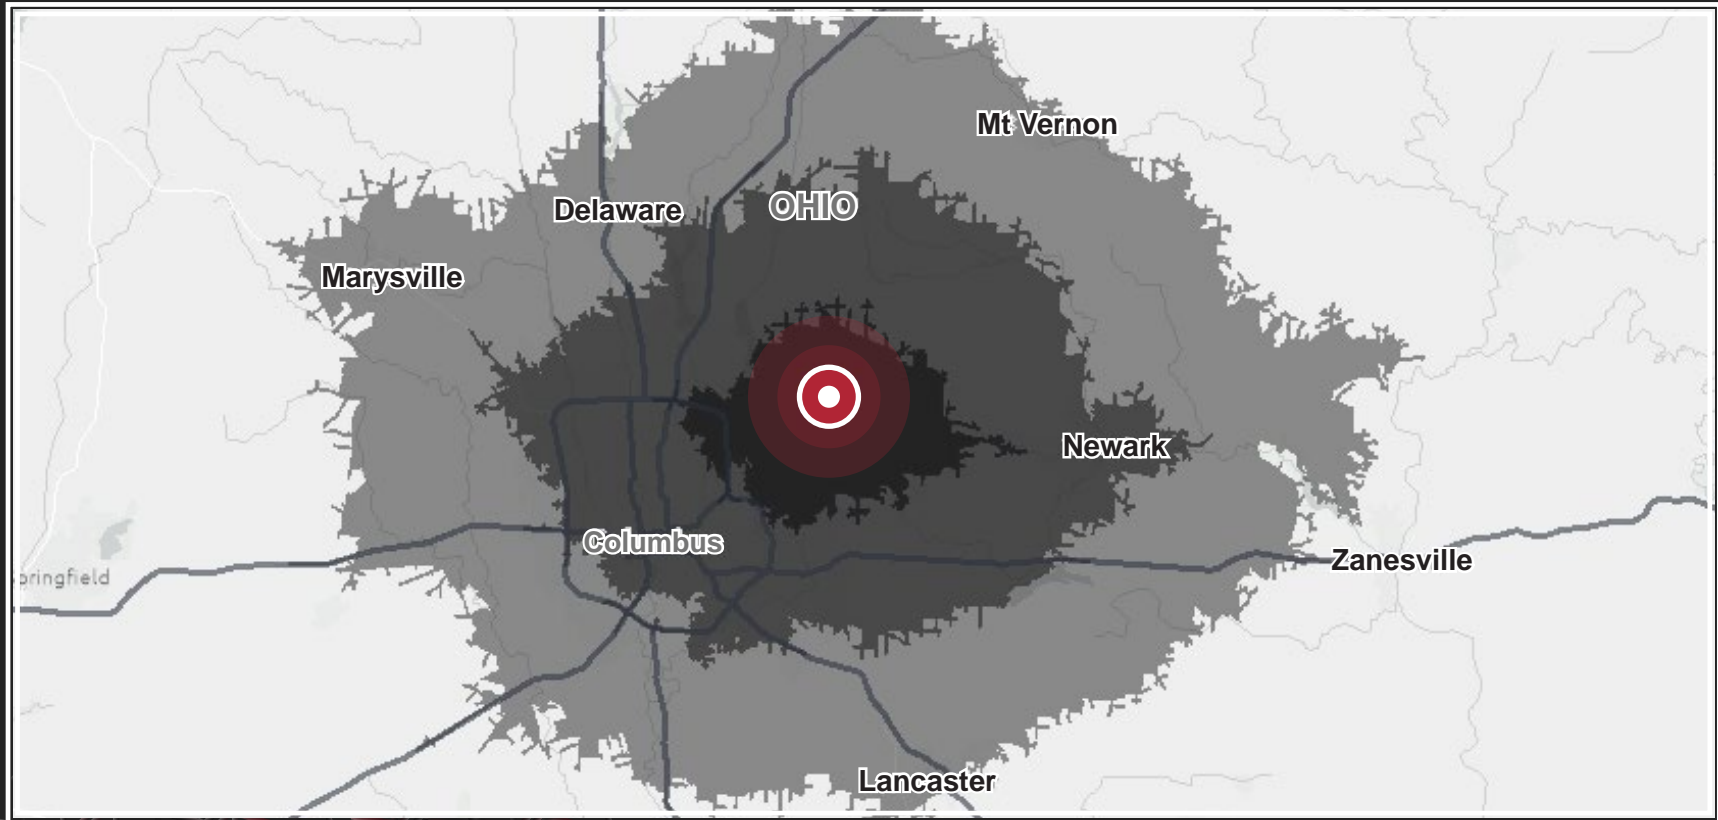 Mt Vernon
OHIO
Delaware
Marysville
Newark
Columbus
Zanesville
pringfield
Lancaster